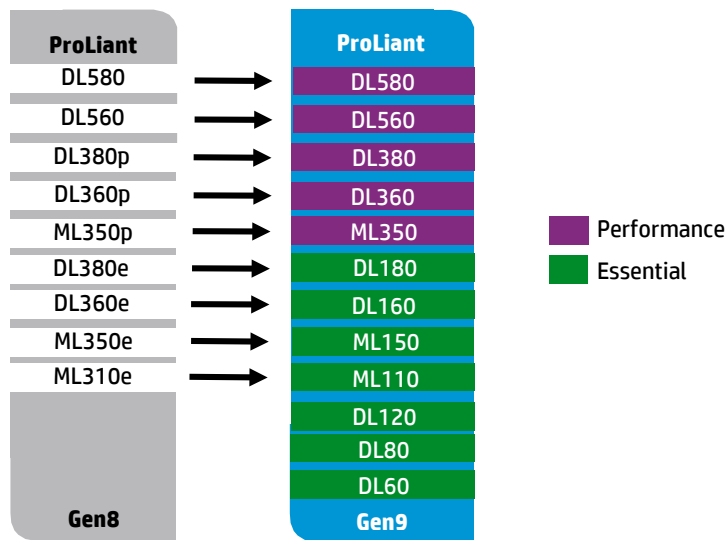 ProLiant
DL580
DL560
DL380p
DL360p
ML350p
DL380e
DL360e
ML350e
ML310e
Gen8
ProLiant
DL580
DL560
DL380
DL360
ML350
DL180
DL160
ML150
ML110
DL120
DL80
DL60
Gen9
Performance
Essential